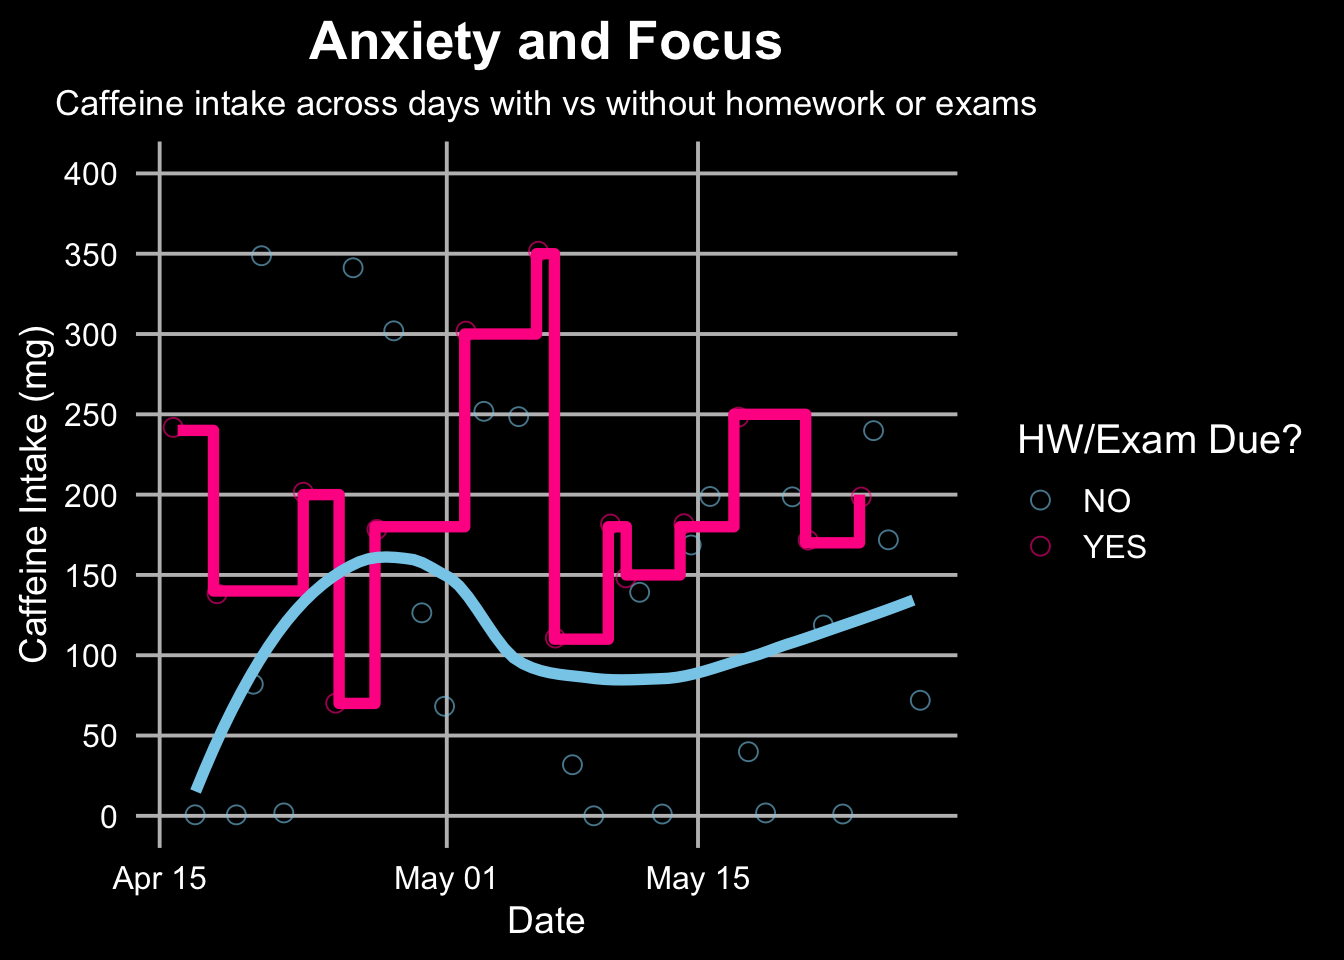 Anxiety and Focus
Caffeine intake across days with vs without homework or exams
400
350
300
250
200
150
100
50
0
Caffeine Intake (mg)
Apr 15
May 01
May 15
Date
HW/Exam Due?
NO
YES